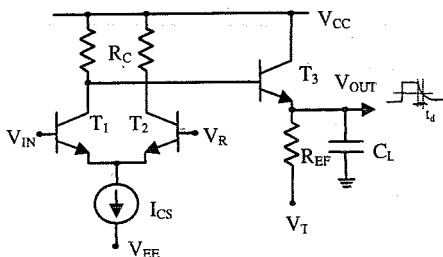 V_CC
R_C
T_3
V_OUT
t_d
V_IN
T_1
T_2
V_R
R_EF
C_L
I_CS
V_T
V_EE